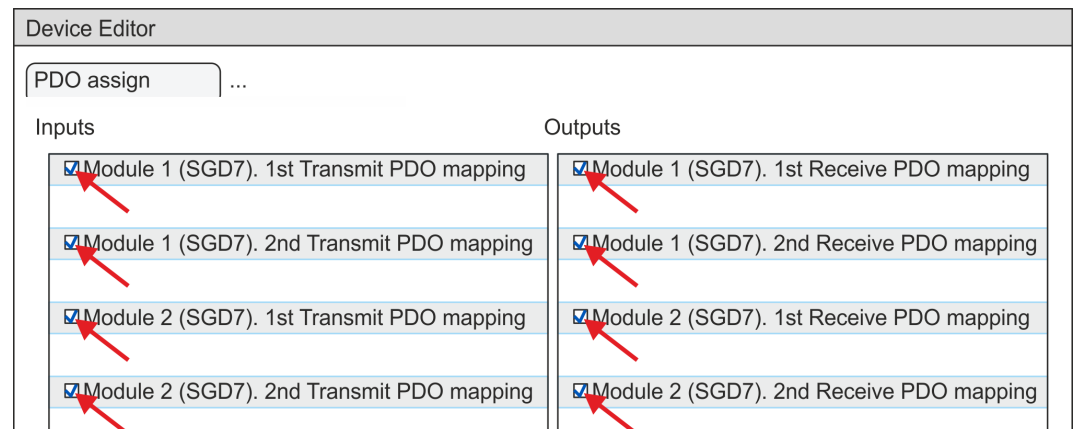 Device Editor
PDO assign ...
Inputs
Outputs
Module 1 (SGD7). 1st Transmit PDO mapping
Module 1 (SGD7). 2nd Transmit PDO mapping
Module 2 (SGD7). 1st Transmit PDO mapping
Module 2 (SGD7). 2nd Transmit PDO mapping
Module 1 (SGD7). 1st Receive PDO mapping
Module 1 (SGD7). 2nd Receive PDO mapping
Module 2 (SGD7). 1st Receive PDO mapping
Module 2 (SGD7). 2nd Receive PDO mapping